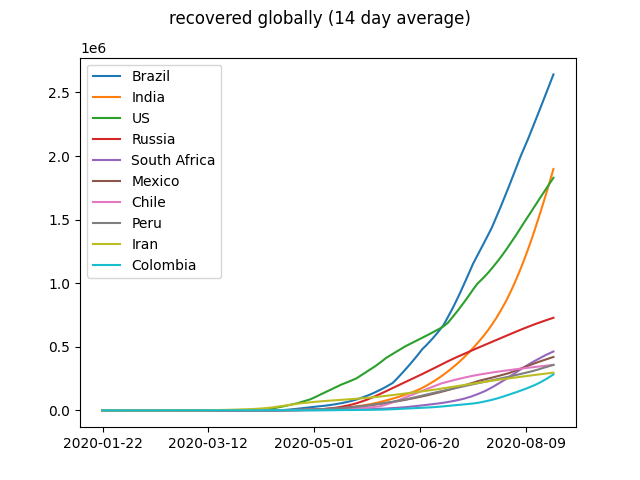 recovered globally (14 day average)
1e6
2.5
2.0
1.5
1.0
0.5
0.0
Brazil
India
US
Russia
South Africa
Mexico
Chile
Peru
Iran
Colombia
2020-01-22 2020-03-12 2020-05-01 2020-06-20 2020-08-09